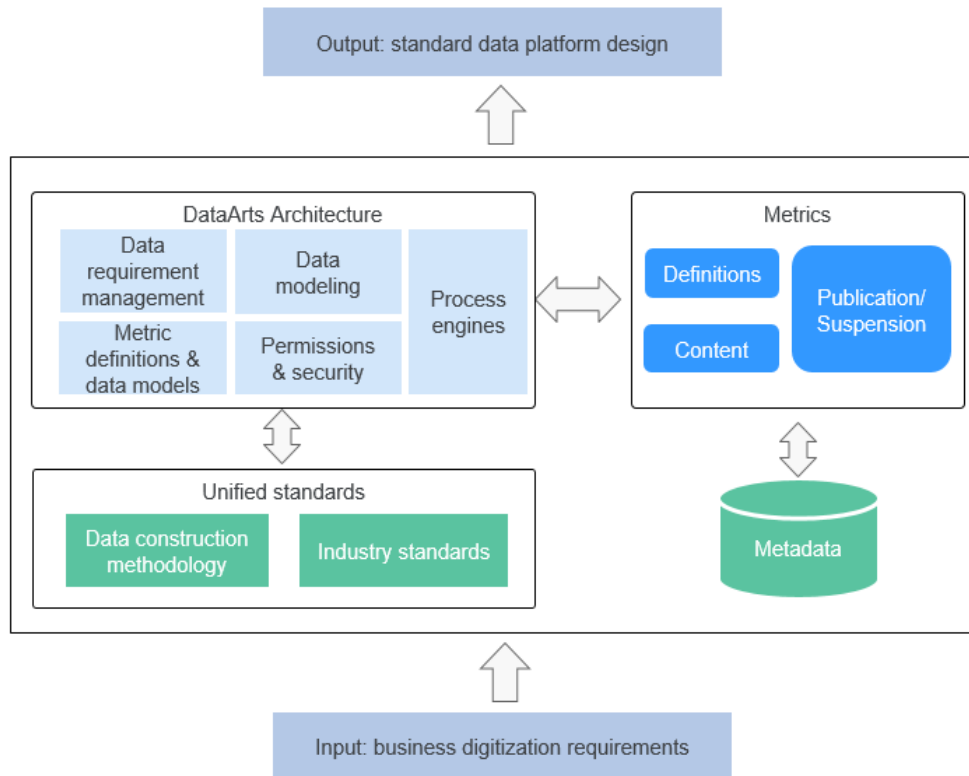 Output: standard data platform design
DataArts Architecture
Data
requirement
management
Data
modeling
Process
engines
Metric
definitions &
data models
Permissions
& security
Metrics
Definitions
Content
Publication/
Suspension
Unified standards
Data construction
methodology
Industry standards
Metadata
Input: business digitization requirements